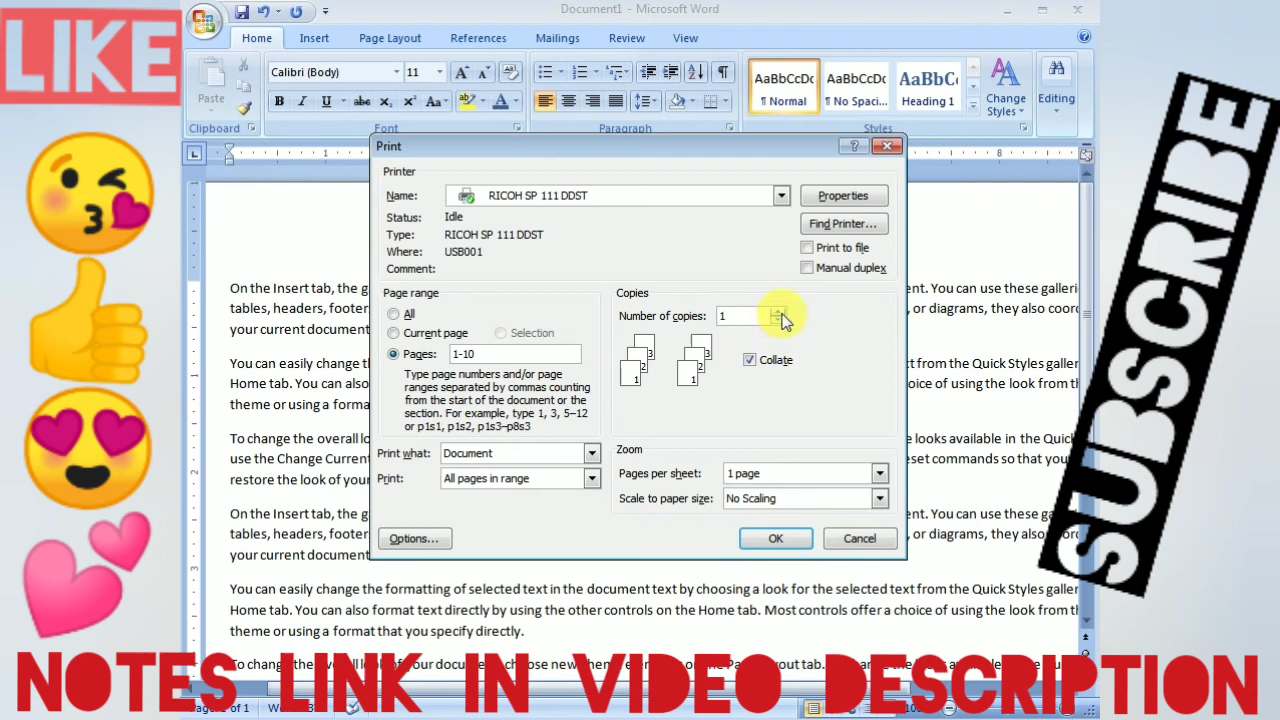 LIKE
Document1 - Microsoft Word
Home
Insert
Page Layout
References
Mailings
Review
View
Paste
Clipboard
Calibri (Body)
11
B I U abc x₂ x² Aa
Font
Paragraph
AaBbCcDc
¶ Normal
AaBbCcDc
¶ No Spaci...
AaBbCc
Heading 1
Change
Styles
Styles
Editing
Print
Printer
Name:
RICOH SP 111 DDST
Status:
Idle
Type:
RICOH SP 111 DDST
Where:
USB001
Comment:
Properties
Find Printer...
Print to file
Manual duplex
Page range
All
Current page
Selection
Pages:
1-10
Type page numbers and/or page
ranges separated by commas counting
from the start of the document or the
section. For example, type 1, 3, 5–12
or p1s1, p1s2, p1s3–p8s3
Copies
Number of copies:
1
Collate
Print what:
Document
Print:
All pages in range
Zoom
Pages per sheet:
1 page
Scale to paper size:
No Scaling
Options...
OK
Cancel
On the Insert tab, the
ent. You can use these
tables, headers,
or diagrams, they also
your current document
You can easily change
the text from the Quick Styles
Home tab. You can also
of using the look from
theme or using a
To change the overall
looks available in the
use the Change Current
commands so that you
restore the look of your
On the Insert tab, the
ent. You can use these
tables, headers,
or diagrams, they also
your current document
You can easily change the formatting of selected text in the document text by choosing a look for the selected text from the Quick Styles
Home tab. You can also format text directly by using the other controls on the Home tab. Most controls offer a choice of using the look from
theme or using a format that you specify directly.
SUBSCRIBE
NOTES LINK IN VIDEO DESCRIPTION